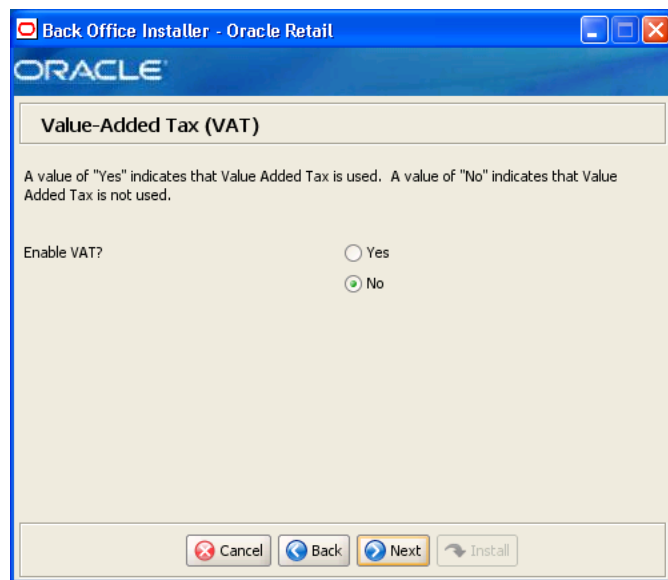 Back Office Installer - Oracle Retail
ORACLE
Value-Added Tax (VAT)
A value of "Yes" indicates that Value Added Tax is used.  A value of "No" indicates that Value
Added Tax is not used.
Enable VAT?
Yes
No
Cancel
Back
Next
Install